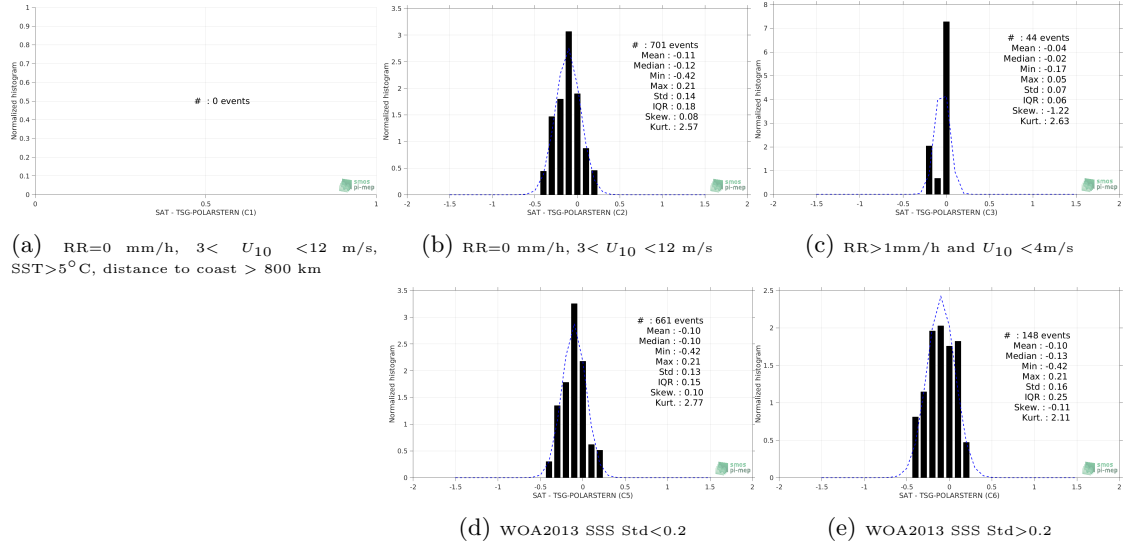 1
0.9
0.8
0.7
0.6
0.5
0.4
0.3
0.2
0.1
0
0
0.5
1
Normalized histogram
# : 0 events
smos
pi-mep
SAT - TSG-POLARSTERN (C1)
(a) RR=0 mm/h, 3< U10 <12 m/s,
SST>5°C, distance to coast > 800 km
3.5
3
2.5
2
1.5
1
0.5
0
-2
-1.5
-1
-0.5
0
0.5
1
1.5
2
Normalized histogram
# : 701 events
Mean : -0.11
Median : -0.12
Min : -0.42
Max : 0.21
Std : 0.14
IQR : 0.18
Skew. : 0.08
Kurt. : 2.57
smos
pi-mep
SAT - TSG-POLARSTERN (C2)
(b) RR=0 mm/h, 3< U10 <12 m/s
8
7
6
5
4
3
2
1
0
-2
-1.5
-1
-0.5
0
0.5
1
1.5
2
Normalized histogram
# : 44 events
Mean : -0.04
Median : -0.02
Min : -0.17
Max : 0.05
Std : 0.07
IQR : 0.06
Skew. : -1.22
Kurt. : 2.63
smos
pi-mep
SAT - TSG-POLARSTERN (C3)
(c) RR>1mm/h and U10 <4m/s
3.5
3
2.5
2
1.5
1
0.5
0
-2
-1.5
-1
-0.5
0
0.5
1
1.5
2
Normalized histogram
# : 661 events
Mean : -0.10
Median : -0.10
Min : -0.42
Max : 0.21
Std : 0.13
IQR : 0.15
Skew. : 0.10
Kurt. : 2.77
smos
pi-mep
SAT - TSG-POLARSTERN (C5)
(d) WOA2013 SSS Std<0.2
2.5
2
1.5
1
0.5
0
-2
-1.5
-1
-0.5
0
0.5
1
1.5
2
Normalized histogram
# : 148 events
Mean : -0.10
Median : -0.13
Min : -0.42
Max : 0.21
Std : 0.16
IQR : 0.25
Skew. : -0.11
Kurt. : 2.11
smos
pi-mep
SAT - TSG-POLARSTERN (C6)
(e) WOA2013 SSS Std>0.2